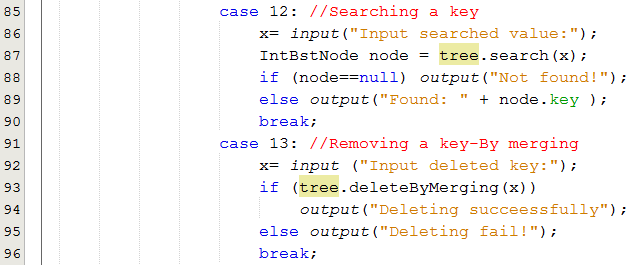 85 case 12: //Searching a key
86 x= input("Input searched value:");
87 IntBstNode node = tree.search(x);
88 if (node==null) output("Not found!");
89 else output("Found: " + node.key );
90 break;
91 case 13: //Removing a key-By merging
92 x= input ("Input deleted key:");
93 if (tree.deleteByMerging(x))
94 output("Deleting succeessfully");
95 else output("Deleting fail!");
96 break;